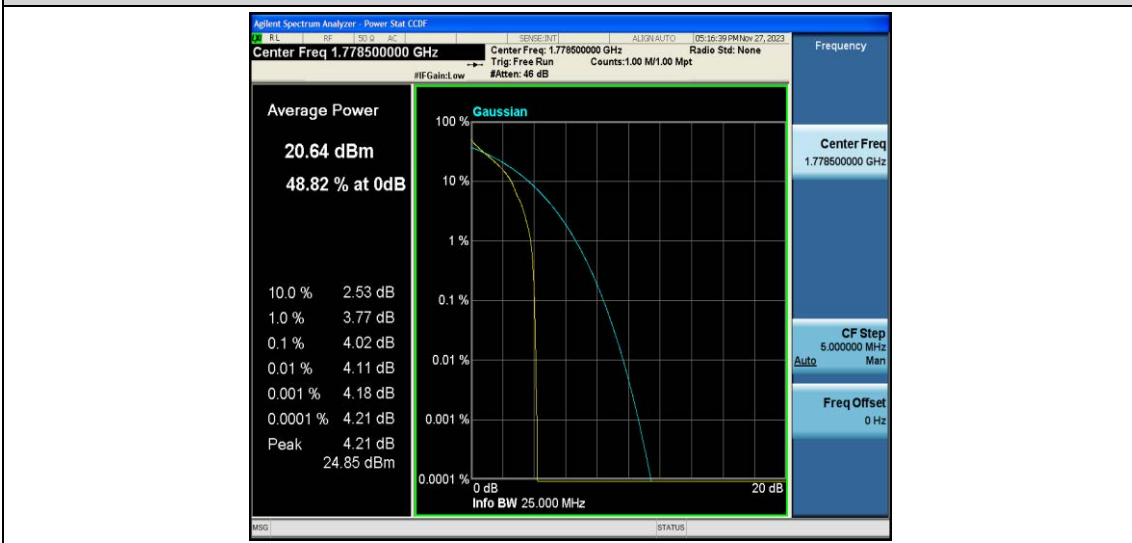 Agilent Spectrum Analyzer - Power Stat CCDF
LXI RL RF 50 Ω AC SENSE:INT ALIGN AUTO 05:16:39 PM Nov 27, 2023
Center Freq 1.778500000 GHz
Center Freq: 1.778500000 GHz Radio Std: None
Trig: Free Run Counts:1.00 M/1.00 Mpt
#IFGain:Low #Atten: 46 dB
Frequency
Average Power
20.64 dBm
48.82 % at 0dB
10.0 % 2.53 dB
1.0 % 3.77 dB
0.1 % 4.02 dB
0.01 % 4.11 dB
0.001 % 4.18 dB
0.0001 % 4.21 dB
Peak 4.21 dB
24.85 dBm
Gaussian
100 %
10 %
1 %
0.1 %
0.01 %
0.001 %
0.0001 %
0 dB 20 dB
Info BW 25.000 MHz
Center Freq
1.778500000 GHz
CF Step
5.000000 MHz
Auto Man
Freq Offset
0 Hz
MSG STATUS